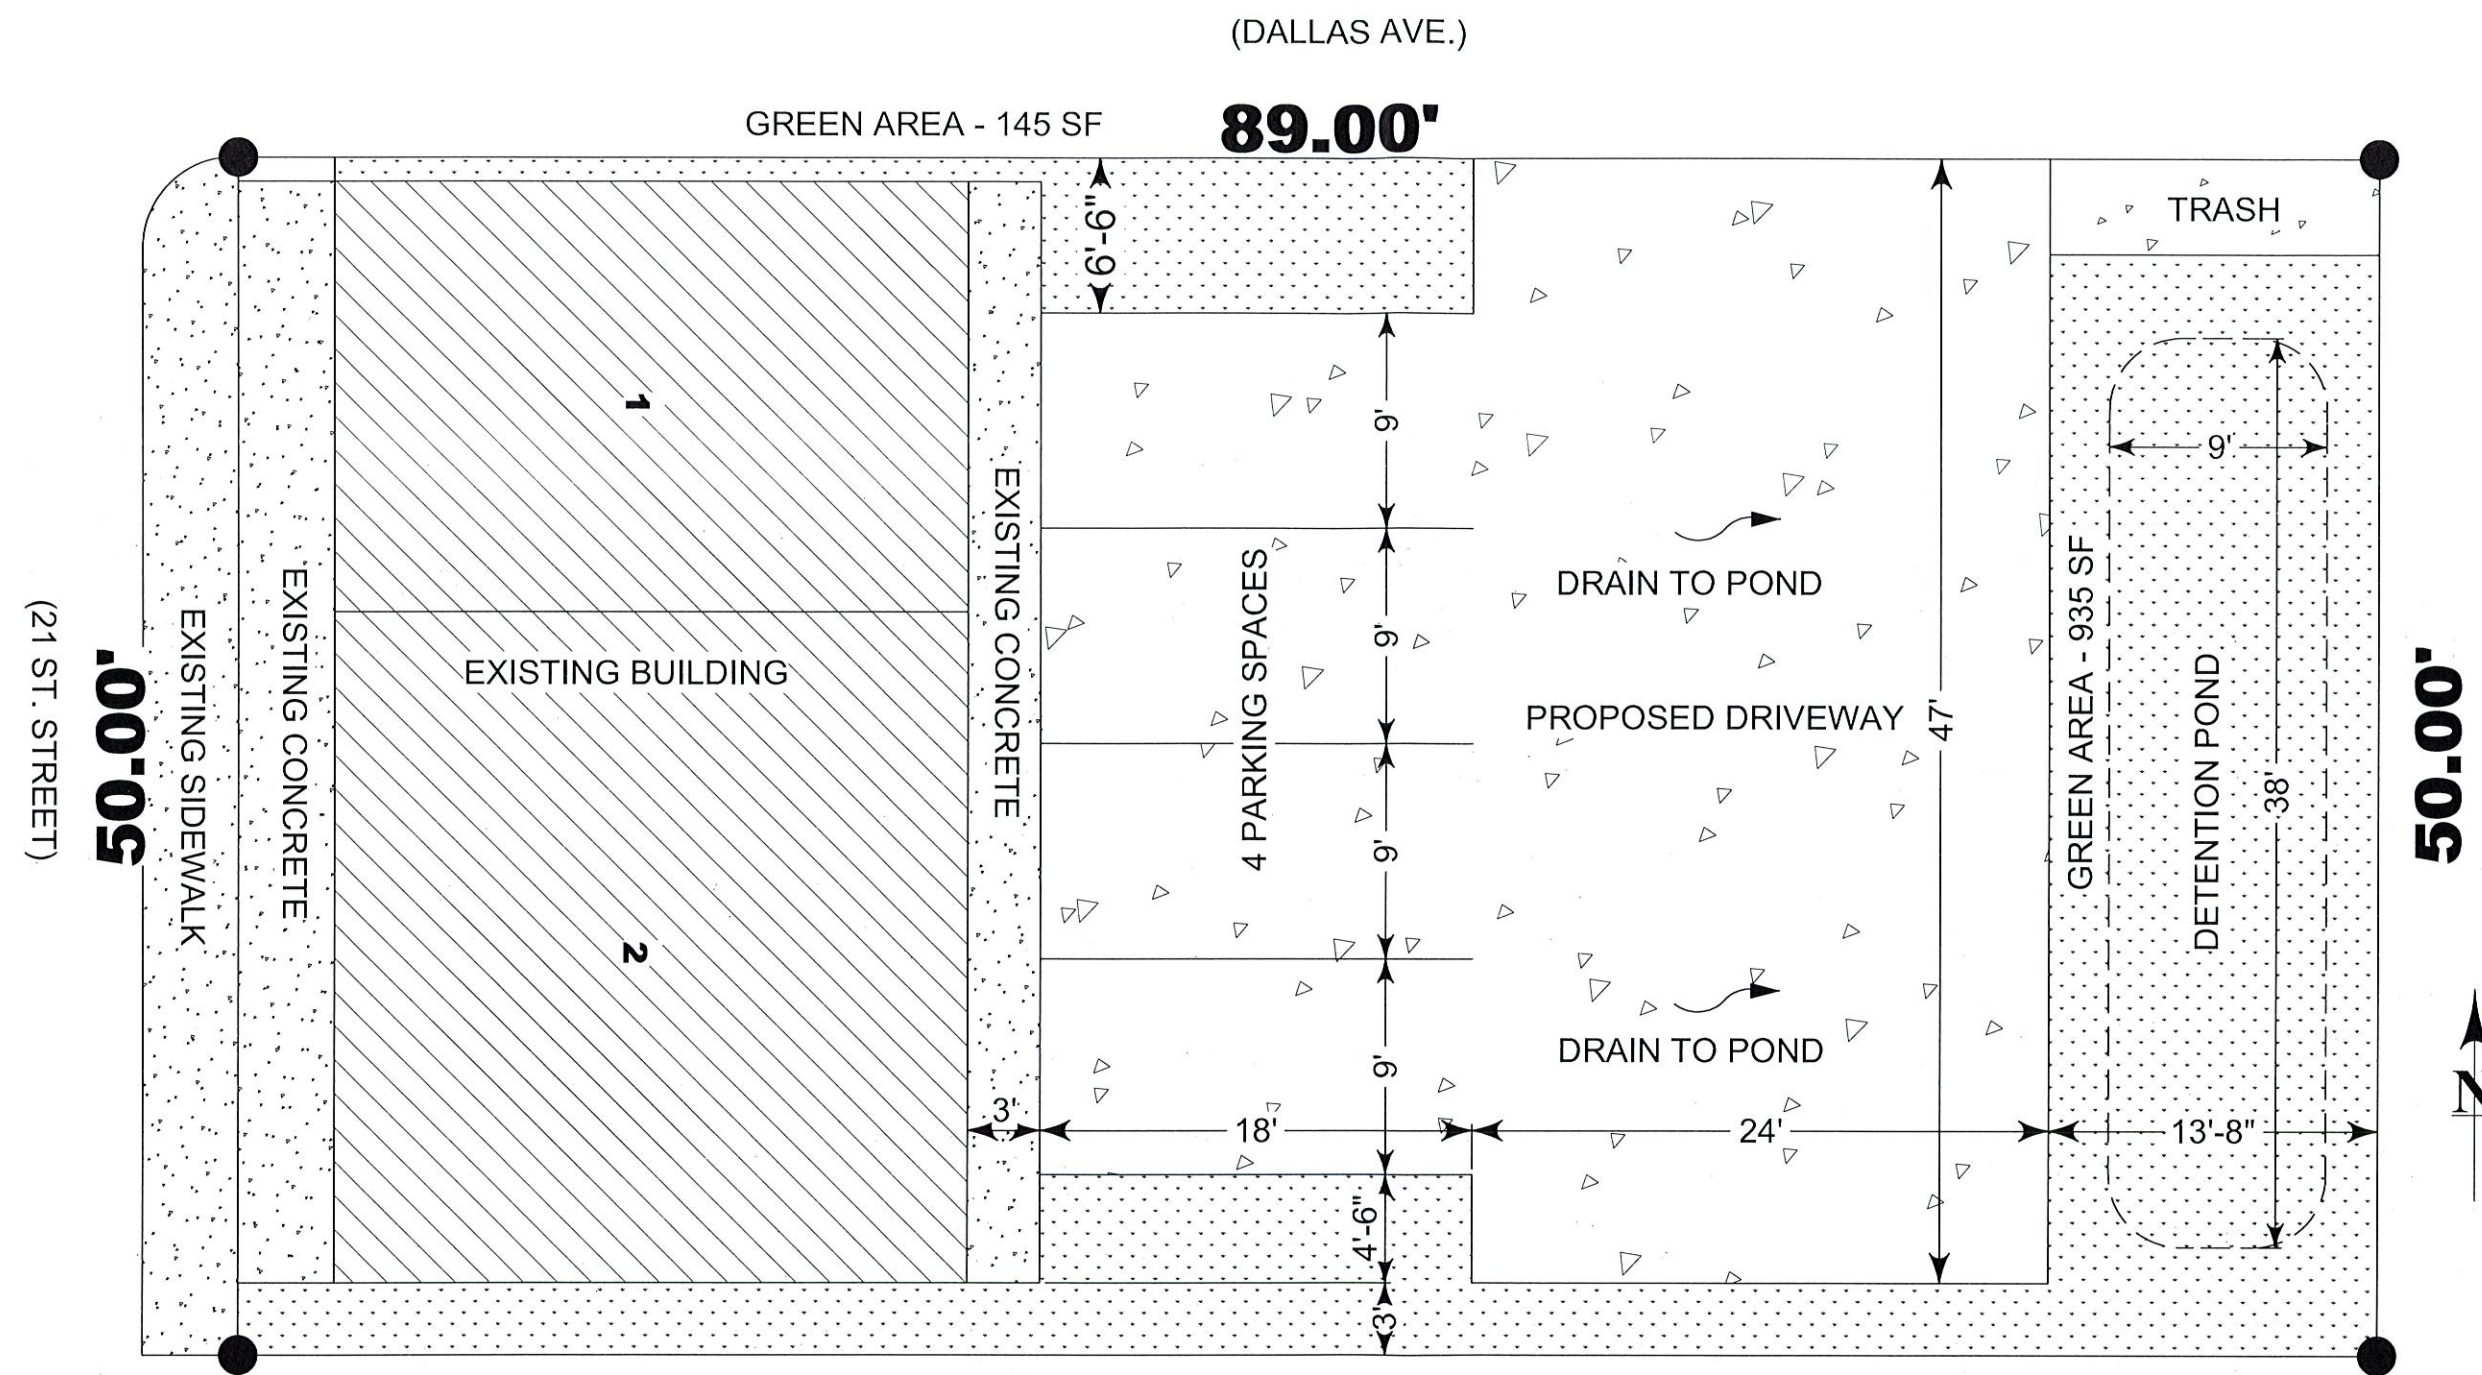 (DALLAS AVE.)
GREEN AREA - 145 SF
89.00'
TRASH
6'-6"
1
9'
9'
EXISTING CONCRETE
DRAIN TO POND
GREEN AREA - 935 SF
4 PARKING SPACES
9'
(21 ST. STREET)
50.00'
EXISTING SIDEWALK
EXISTING CONCRETE
EXISTING BUILDING
PROPOSED DRIVEWAY
47'
DETENTION POND
38'
50.00'
9'
2
DRAIN TO POND
9'
N
3'
18'
24'
13'-8"
4'-6"
3'